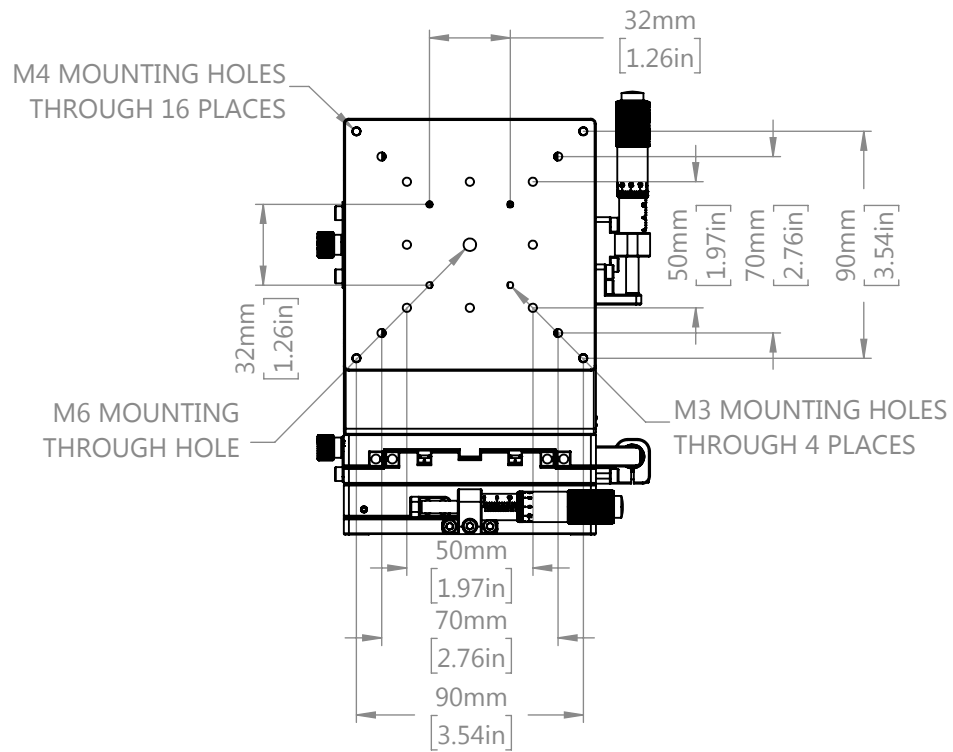 32mm
[1.26in]
M4 MOUNTING HOLES
THROUGH 16 PLACES
50mm
[1.97in]
70mm
[2.76in]
90mm
[3.54in]
32mm
[1.26in]
M6 MOUNTING
THROUGH HOLE
M3 MOUNTING HOLES
THROUGH 4 PLACES
50mm
[1.97in]
70mm
[2.76in]
90mm
[3.54in]